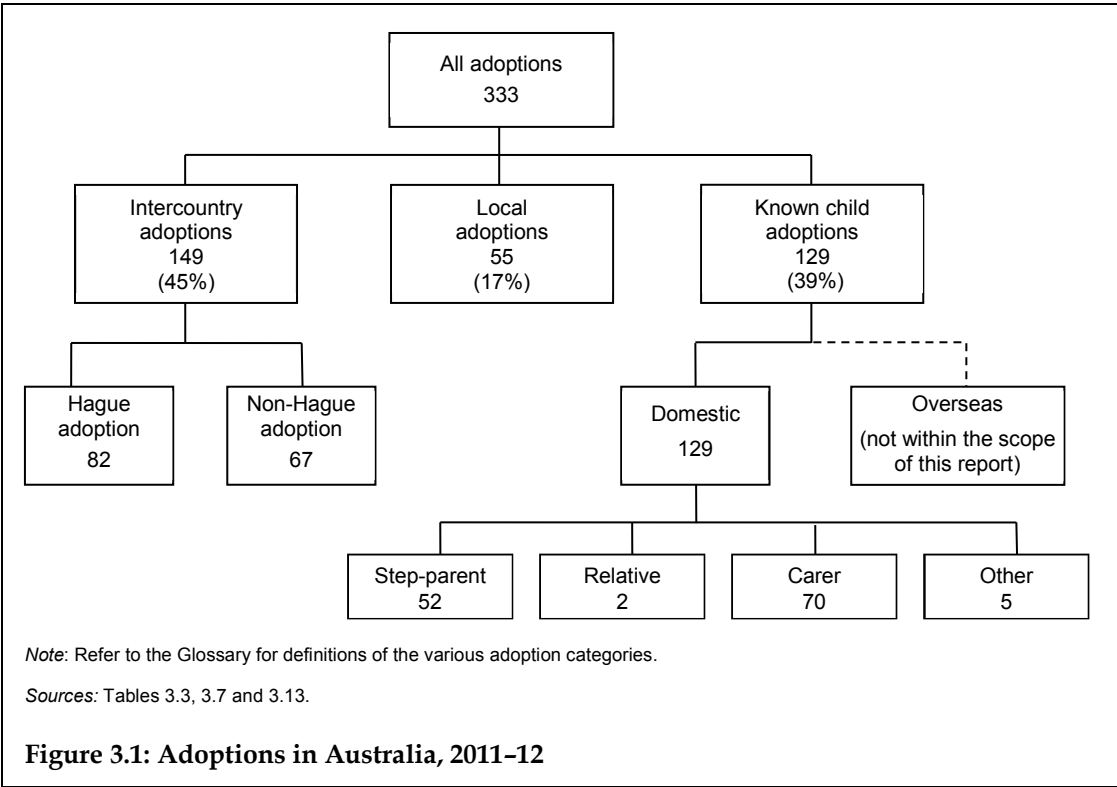 All adoptions
333
Intercountry
adoptions
149
(45%)
Local
adoptions
55
(17%)
Known child
adoptions
129
(39%)
Hague
adoption
82
Non-Hague
adoption
67
Domestic
129
Overseas
(not within the scope
of this report)
Step-parent
52
Relative
2
Carer
70
Other
5
Note: Refer to the Glossary for definitions of the various adoption categories.
Sources: Tables 3.3, 3.7 and 3.13.
Figure 3.1: Adoptions in Australia, 2011–12